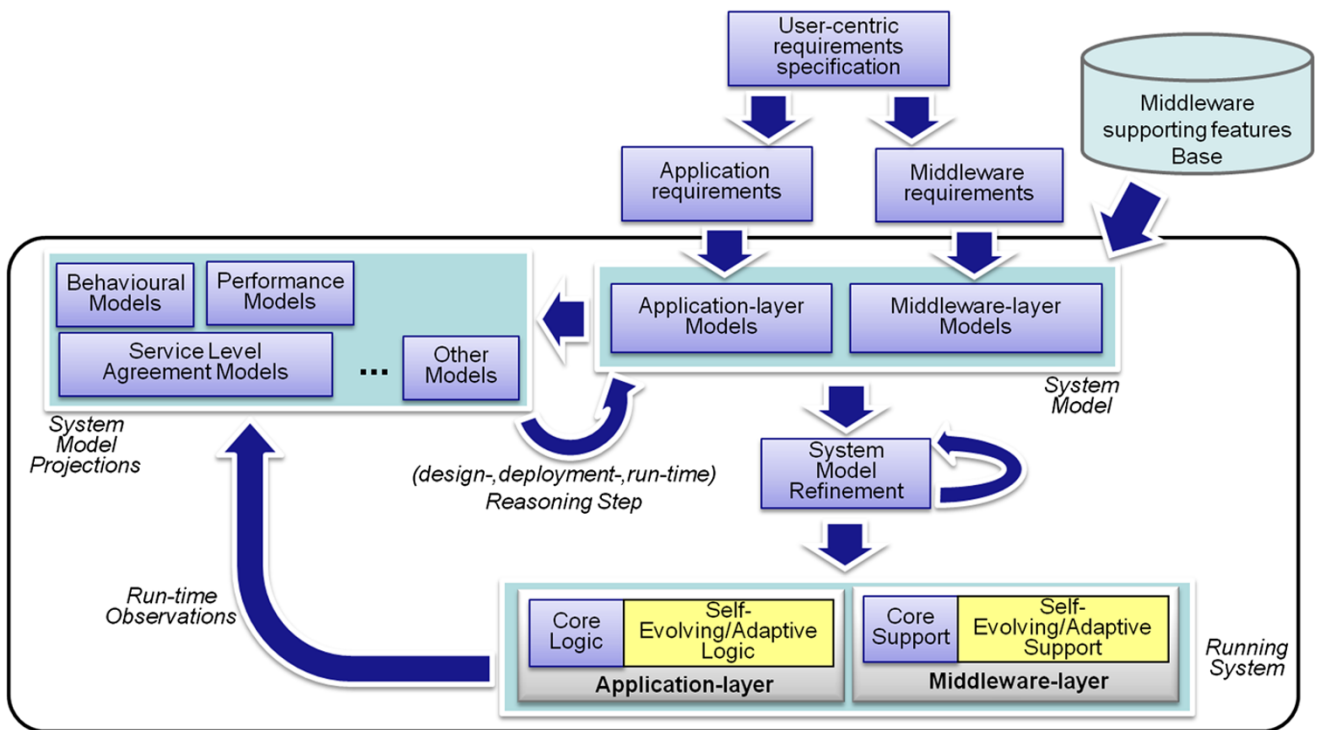 User-centric
requirements
specification
Middleware
supporting features
Base
Application
requirements
Middleware
requirements
Behavioural
Models
Performance
Models
Service Level
Agreement Models
...
Other
Models
System
Model
Projections
Application-layer
Models
Middleware-layer
Models
System
Model
(design-,deployment-,run-time)
Reasoning Step
System
Model
Refinement
Run-time
Observations
Core
Logic
Self-
Evolving/Adaptive
Logic
Application-layer
Core
Support
Self-
Evolving/Adaptive
Support
Middleware-layer
Running
System